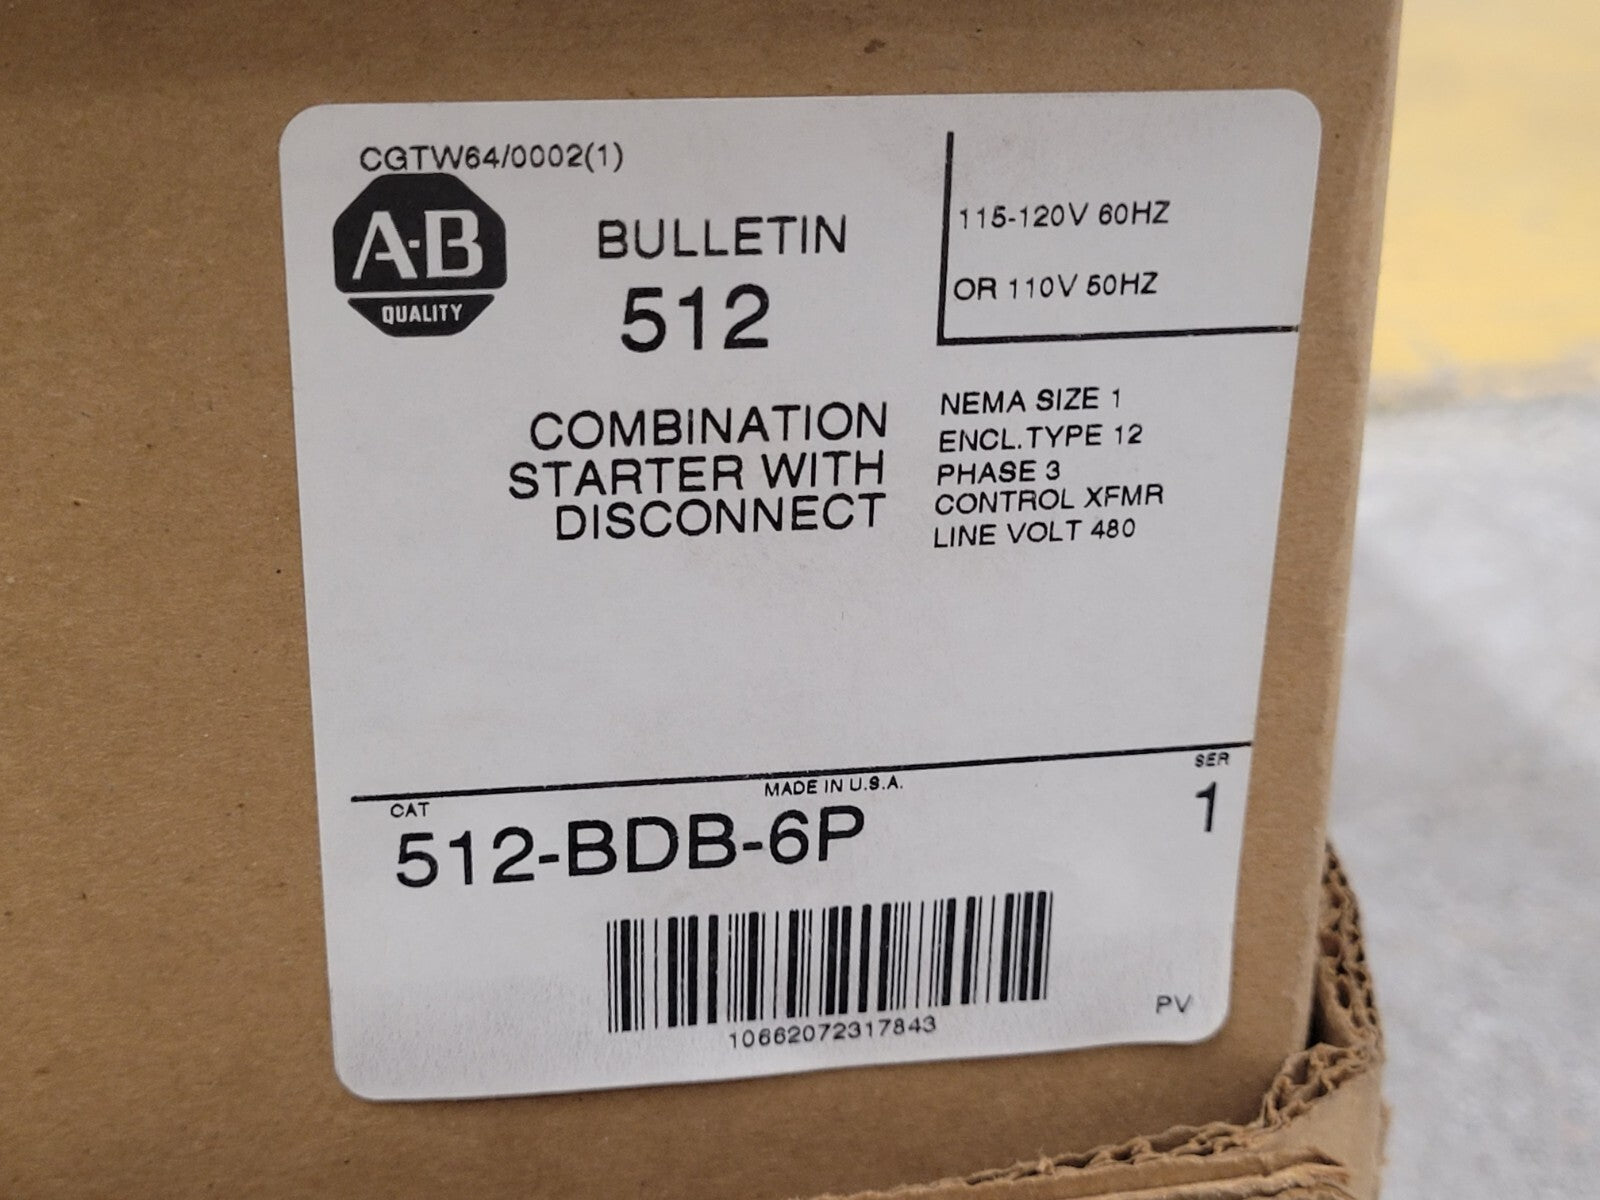 CGTW64/0002(1)
A-B
QUALITY
BULLETIN
512
115-120V 60HZ
OR 110V 50HZ
COMBINATION
STARTER WITH
DISCONNECT
NEMA SIZE 1
ENCL.TYPE 12
PHASE 3
CONTROL XFMR
LINE VOLT 480
MADE IN U.S.A.
SER
1
CAT
512-BDB-6P
10662072317843
PV